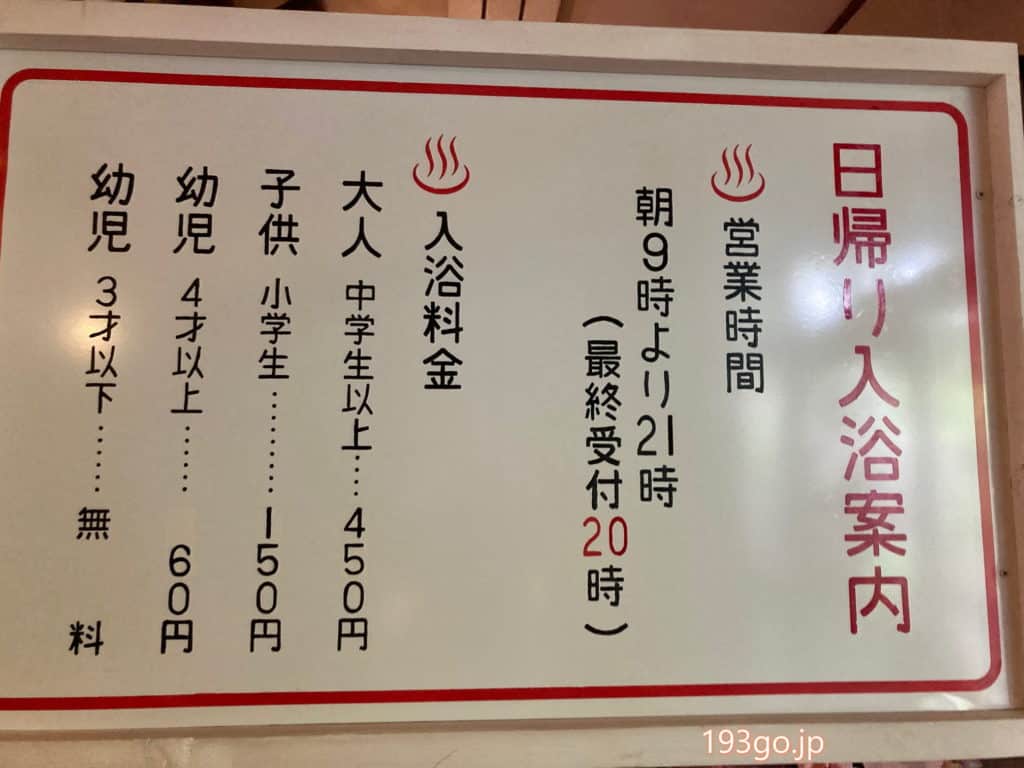 日帰り入浴案内
営業時間
朝9時より21時
（最終受付20時）
入浴料金
大人 中学生以上…450円
子供 小学生………150円
幼児 4才以上…… 60円
幼児 3才以下……無 料
193go.jp